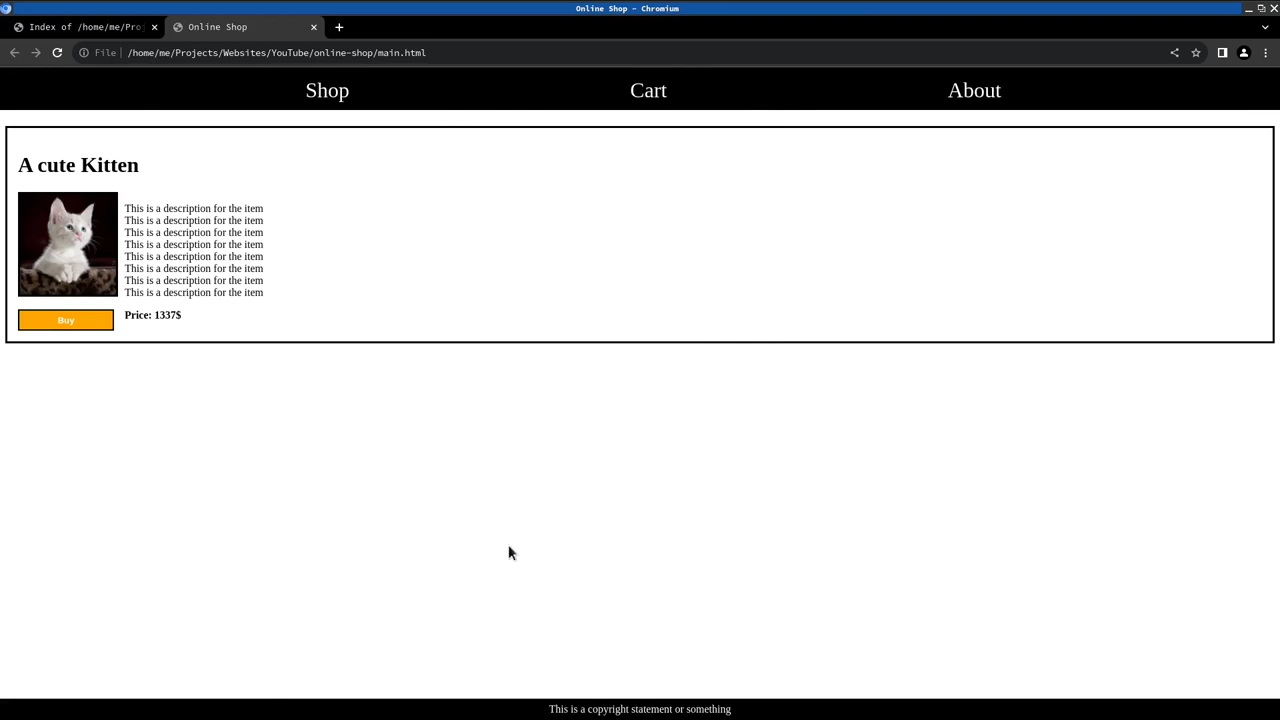 Online Shop - Chromium
Index of /home/me/Proj
Online Shop
File
/home/me/Projects/Websites/YouTube/online-shop/main.html
Shop
Cart
About
A cute Kitten
This is a description for the item
This is a description for the item
This is a description for the item
This is a description for the item
This is a description for the item
This is a description for the item
This is a description for the item
This is a description for the item
Buy
Price: 1337$
This is a copyright statement or something